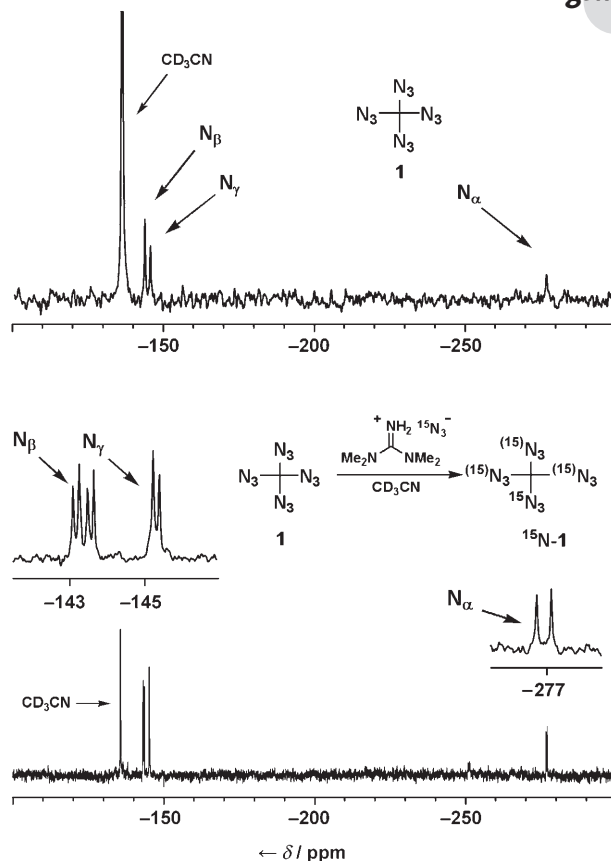 CD3CN
Nβ
Nγ
N3
N3 N3
N3
1
Nα
−150 −200 −250
Nβ Nγ
−143 −145
N3
N3 N3
N3
1
+
NH2 15N3−
NMe2 NMe2
CD3CN
(15)N3
(15)N3 (15)N3
15N3
15N-1
Nα
−277
CD3CN
−150 −200 −250
← δ / ppm